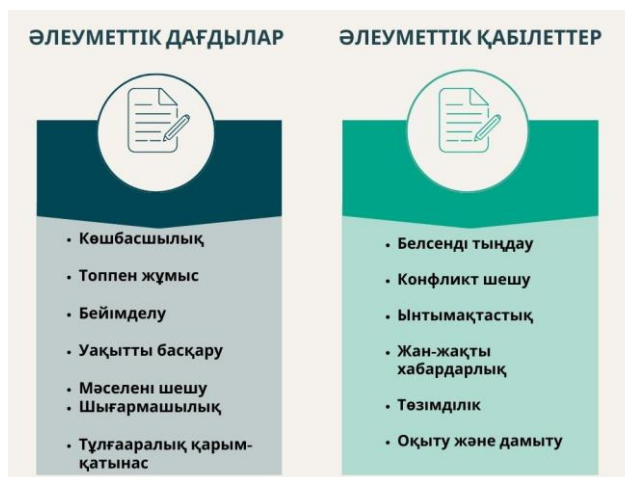 ӘЛЕУМЕТТІК ДАҒДЫЛАР
• Көшбасшылық
• Топпен жұмыс
• Бейімделу
• Уақытты басқару
• Мәселені шешу
• Шығармашылық
• Тұлғааралық қарым-
қатынас
ӘЛЕУМЕТТІК ҚАБІЛЕТТЕР
• Белсенді тыңдау
• Конфликт шешу
• Ынтымақтастық
• Жан-жақты
хабардарлық
• Төзімділік
• Оқыту және дамыту